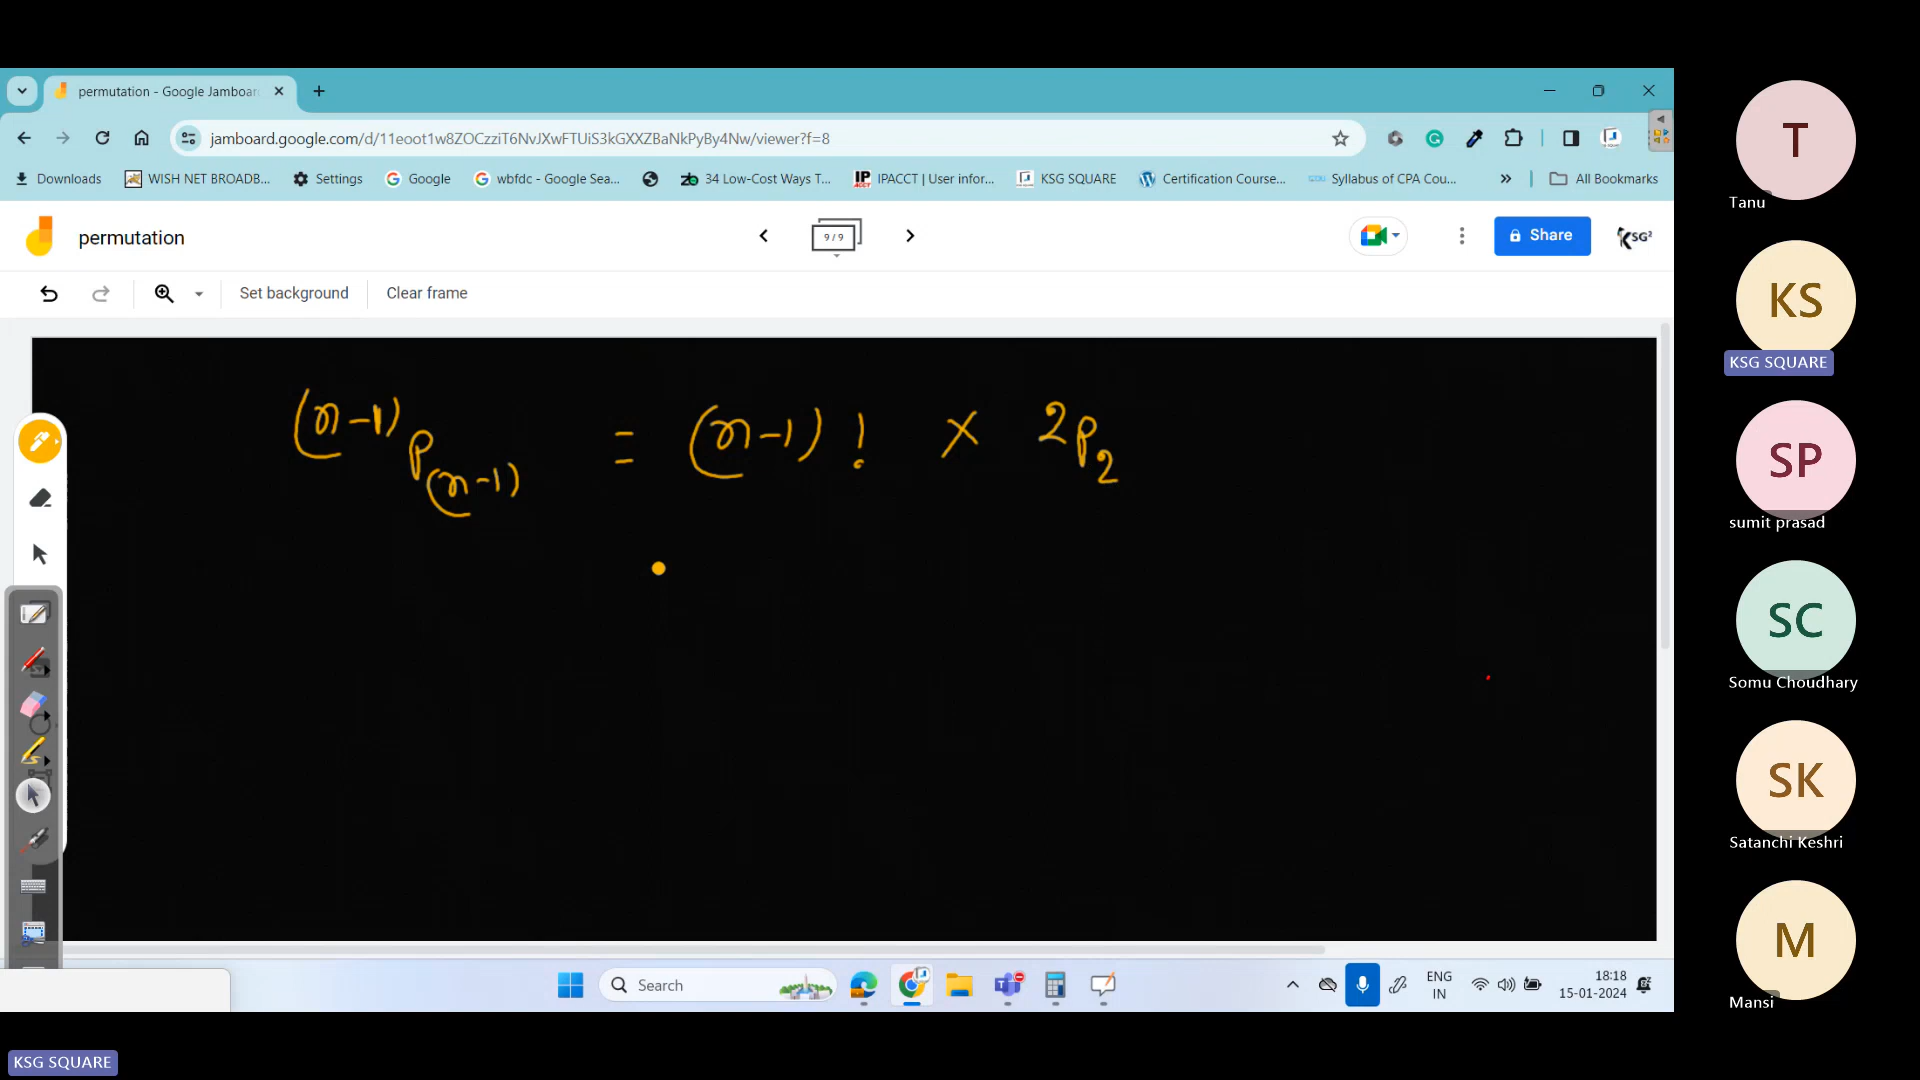 permutation - Google Jamboar
jamboard.google.com/d/11eoot1w8ZOCzziT6NvJXwFTUiS3kGXXZBaNkPyBy4Nw/viewer?f=8
Downloads WISH NET BROADB... Settings Google wbfdc - Google Sea... 34 Low-Cost Ways T... IPACCT | User infor... KSG SQUARE Certification Course... Syllabus of CPA Cou... » All Bookmarks
permutation 9 / 9 Share KSG²
Set background Clear frame
(n-1)P(n-1) = (n-1)! × 2P2
T
Tanu
KS
KSG SQUARE
SP
sumit prasad
SC
Somu Choudhary
SK
Satanchi Keshri
M
Mansi
Search ENG IN 18:18 15-01-2024
KSG SQUARE